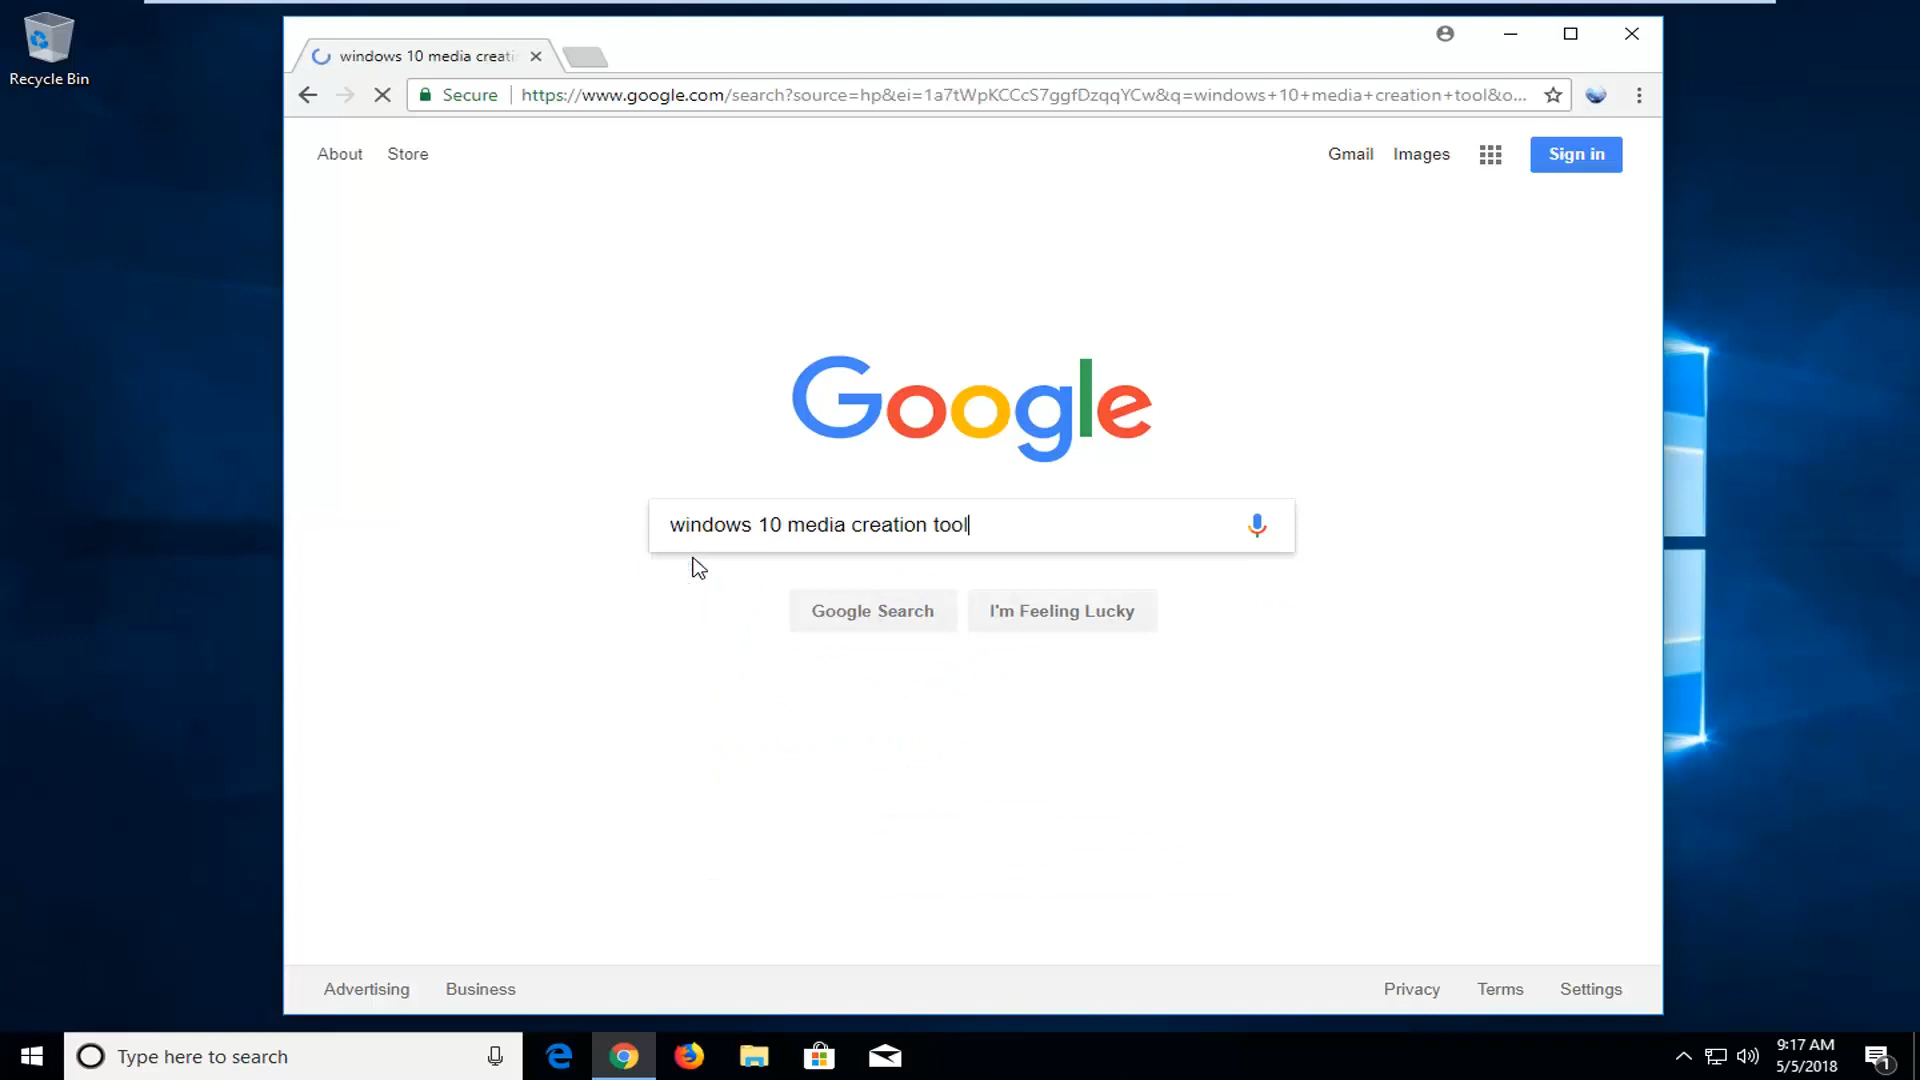 Recycle Bin
windows 10 media creati
Secure
https://www.google.com/search?source=hp&ei=1a7tWpKCCcS7ggfDzqqYCw&q=windows+10+media+creation+tool&o...
About Store
Gmail Images Sign in
Google
windows 10 media creation tool
Google Search I'm Feeling Lucky
Advertising Business
Privacy Terms Settings
Type here to search
9:17 AM
5/5/2018
1